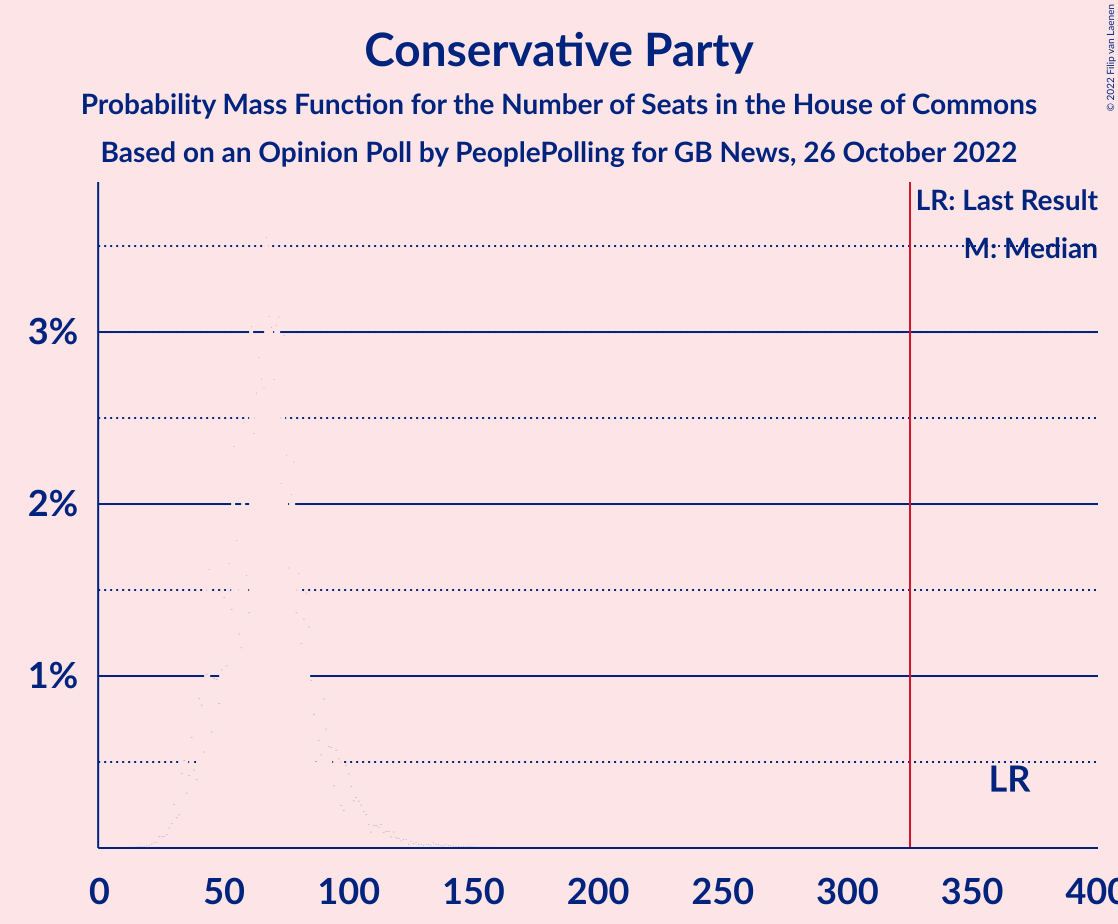 Conservative Party
Probability Mass Function for the Number of Seats in the House of Commons
Based on an Opinion Poll by PeoplePolling for GB News, 26 October 2022
© 2022 Filip van Laenen
LR: Last Result
M: Median
3%
2%
1%
LR
0 50 100 150 200 250 300 350 400